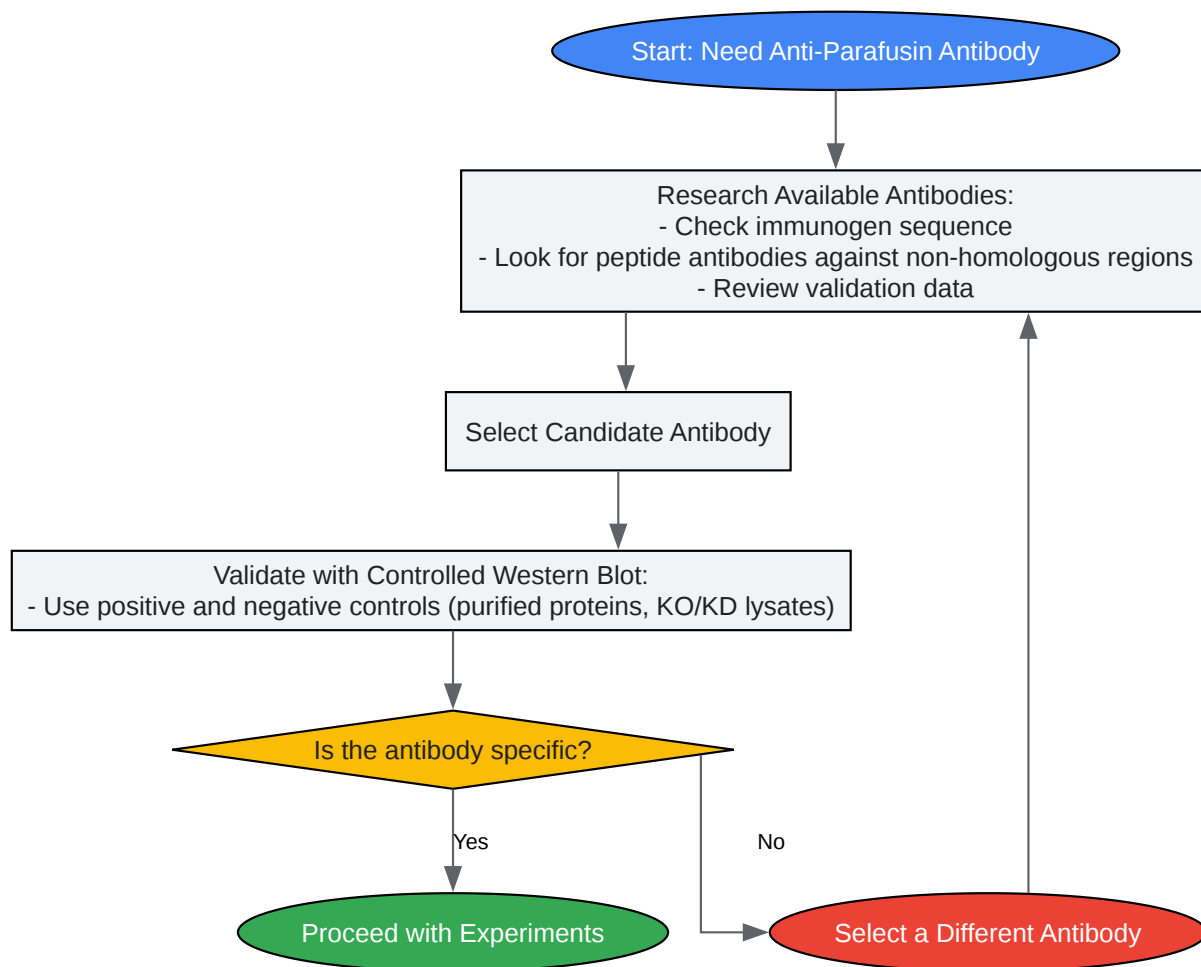 Start: Need Anti-Parafusin Antibody
Research Available Antibodies:
- Check immunogen sequence
- Look for peptide antibodies against non-homologous regions
- Review validation data
Select Candidate Antibody
Validate with Controlled Western Blot:
- Use positive and negative controls (purified proteins, KO/KD lysates)
Is the antibody specific?
Yes
No
Proceed with Experiments
Select a Different Antibody